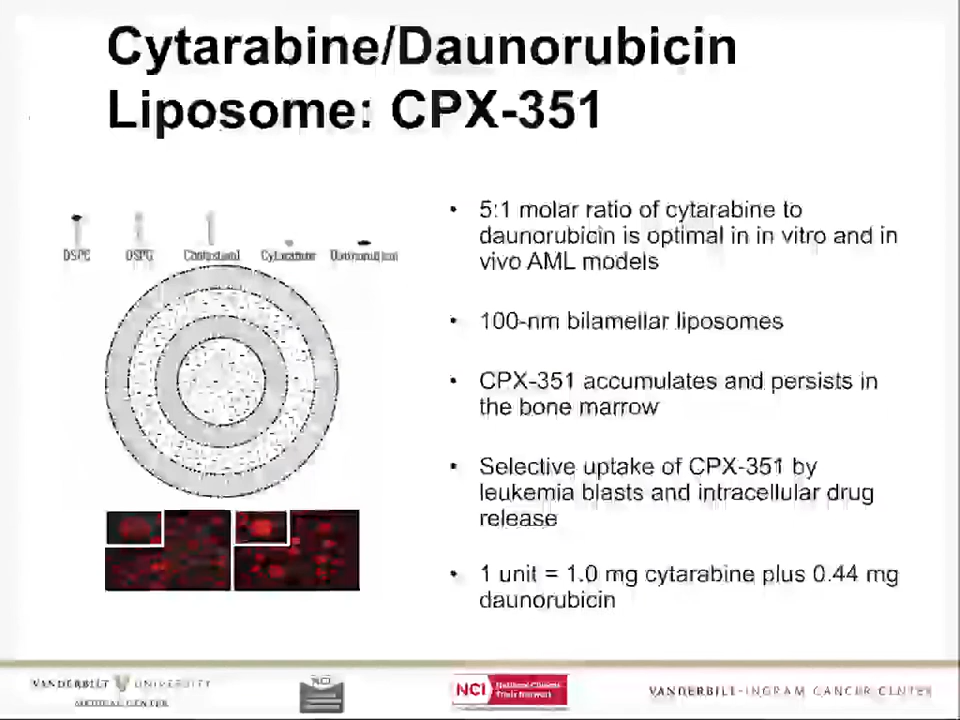 Cytarabine/Daunorubicin
Liposome: CPX-351
DSPC DSPG Cholesterol Cytarabine Daunorubicin
• 5:1 molar ratio of cytarabine to
daunorubicin is optimal in in vitro and in
vivo AML models
• 100-nm bilamellar liposomes
• CPX-351 accumulates and persists in
the bone marrow
• Selective uptake of CPX-351 by
leukemia blasts and intracellular drug
release
• 1 unit = 1.0 mg cytarabine plus 0.44 mg
daunorubicin
VANDERBILT UNIVERSITY
MEDICAL CENTER
NCI
NCI
VANDERBILT-INGRAM CANCER CENTER